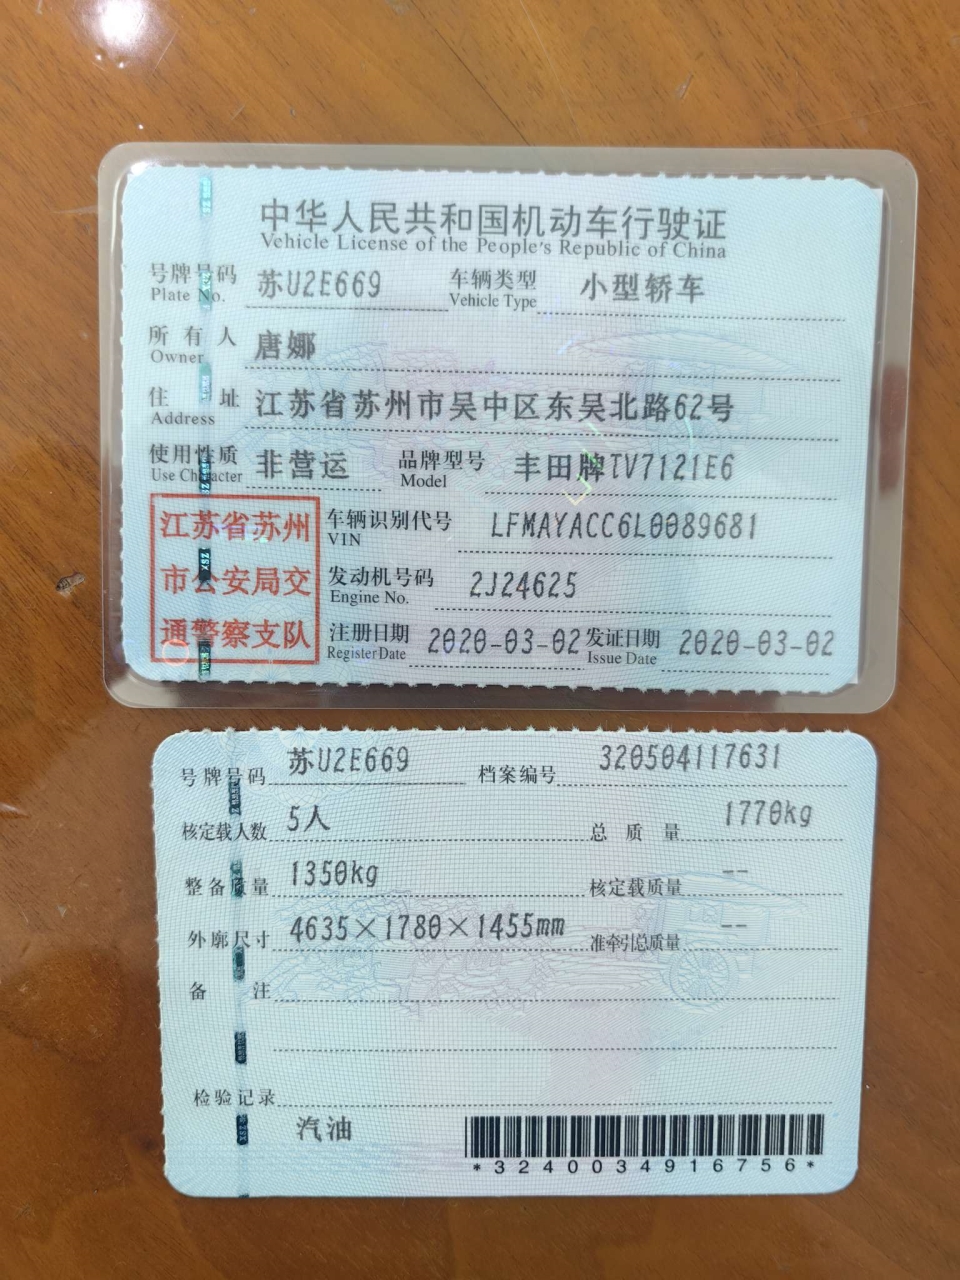 中华人民共和国机动车行驶证
Vehicle License of the People's Republic of China
号牌号码 苏U2E669 车辆类型 小型轿车
Plate No. Vehicle Type
所有人 唐娜
Owner
住址 江苏省苏州市吴中区东吴北路62号
Address
使用性质 非营运 品牌型号 丰田牌TV7121E6
Use Character Model
江苏省苏州
市公安局交
通警察支队
车辆识别代号 LFMAYACC6L0089681
VIN
发动机号码 2J24625
Engine No.
注册日期 2020-03-02 发证日期 2020-03-02
Register Date Issue Date
号牌号码 苏U2E669 档案编号 320504117631
核定载人数 5人 总质量 1770kg
整备质量 1350kg 核定载质量 --
外廓尺寸 4635×1780×1455mm 准牵引总质量 --
备注
检验记录
汽油
*3240034916756*